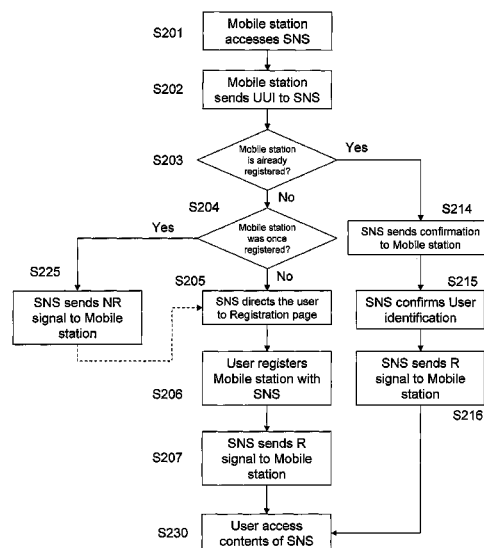 S201
Mobile station
accesses SNS
S202
Mobile station
sends UUI to SNS
S203
Mobile station
is already
registered?
Yes
No
S204
Mobile station
was once
registered?
Yes
No
S214
SNS sends confirmation
to Mobile station
S225
SNS sends NR
signal to Mobile
station
S205
SNS directs the user
to Registration page
S215
SNS confirms User
identification
S206
User registers
Mobile station with
SNS
SNS sends R
signal to Mobile
station
S216
S207
SNS sends R
signal to Mobile
station
S230
User access
contents of SNS